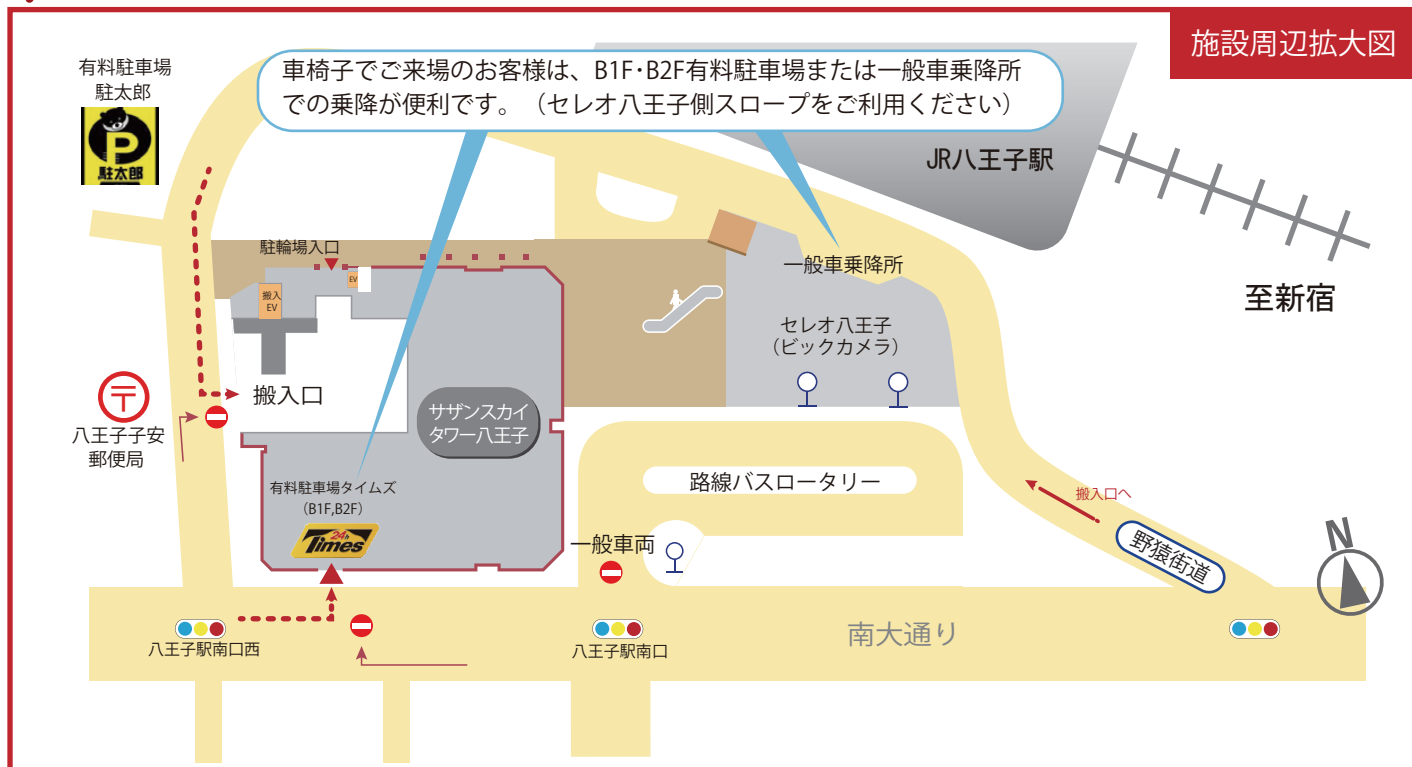 施設周辺拡大図
有料駐車場
駐太郎
P
駐太郎
車椅子でご来場のお客様は、B1F・B2F有料駐車場または一般車乗降所
での乗降が便利です。（セレオ八王子側スロープをご利用ください）
JR八王子駅
至新宿
駐輪場入口
EV
搬入
EV
一般車乗降所
セレオ八王子
（ビックカメラ）
搬入口
サザンスカイ
タワー八王子
〒
八王子子安
郵便局
有料駐車場タイムズ
（B1F,B2F）
24h
Times
路線バスロータリー
一般車両
搬入口へ
野猿街道
N
八王子駅南口西
八王子駅南口
南大通り